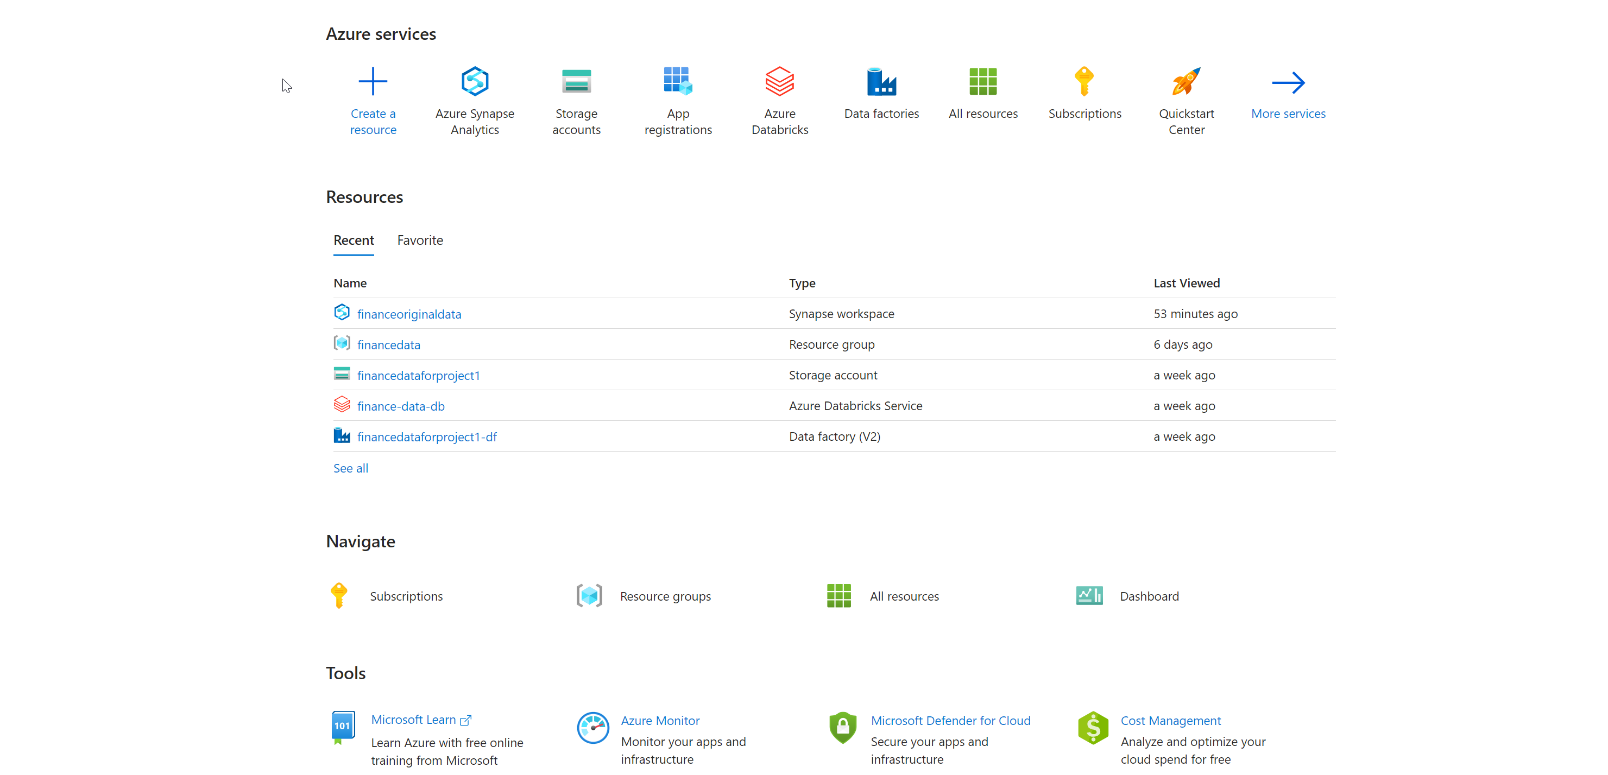 Azure services
Create a resource
Azure Synapse Analytics
Storage accounts
App registrations
Azure Databricks
Data factories
All resources
Subscriptions
Quickstart Center
More services
Resources
Recent Favorite
Name Type Last Viewed
financeoriginaldata Synapse workspace 53 minutes ago
financedata Resource group 6 days ago
financedataforproject1 Storage account a week ago
finance-data-db Azure Databricks Service a week ago
financedataforproject1-df Data factory (V2) a week ago
See all
Navigate
Subscriptions Resource groups All resources Dashboard
Tools
101
Microsoft Learn
Learn Azure with free online
training from Microsoft
Azure Monitor
Monitor your apps and
infrastructure
Microsoft Defender for Cloud
Secure your apps and
infrastructure
$
Cost Management
Analyze and optimize your
cloud spend for free